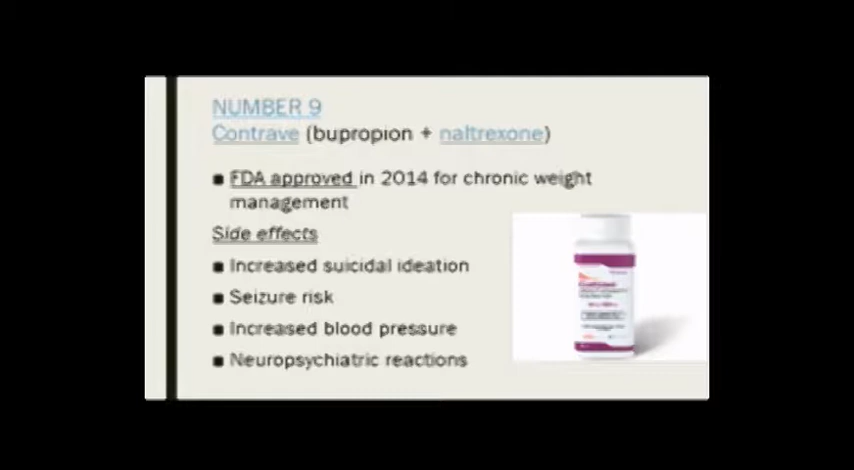 NUMBER 9
Contrave (bupropion + naltrexone)
■ FDA approved in 2014 for chronic weight
management
Side effects
■ Increased suicidal ideation
■ Seizure risk
■ Increased blood pressure
■ Neuropsychiatric reactions